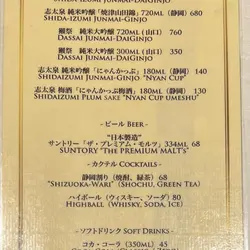 志太泉 純米吟醸「焼津山田錦」720ML (静岡) 680
Shida-Izumi Junmai-Ginjo
獺祭 純米大吟醸 720ML (山口) 760
Dassai Junmai-DaiGinjo
獺祭 純米大吟醸 300ML (山口) 350
Dassai Junmai-DaiGinjo
志太泉 純米吟醸「にゃんかっぷ」180ML (静岡) 140
Shidaizumi Junmai-Ginjo "Nyan Cup"
志太泉 梅酒「にゃんかっぷ梅酒」180ML (静岡) 130
Shidaizumi Plum sake "Nyan Cup Umeshu"
- ビール Beer -
"日本製造"
サントリー「ザ・プレミアム・モルツ」334ML 68
SUNTORY "The PREMIUM MALT's"
- カクテル Cocktails -
静岡割り (焼酎、緑茶) 68
"Shizuoka-Wari" (Shochu, Green Tea)
ハイボール (ウィスキー、ソーダ) 80
Highball (Whisky, Soda, Ice)
- ソフトドリンク Soft Drinks -
コカ・コーラ (350ML) 45